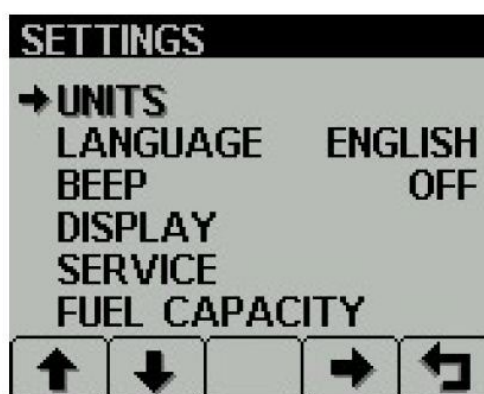 SETTINGS
UNITS
LANGUAGE ENGLISH
BEEP OFF
DISPLAY
SERVICE
FUEL CAPACITY